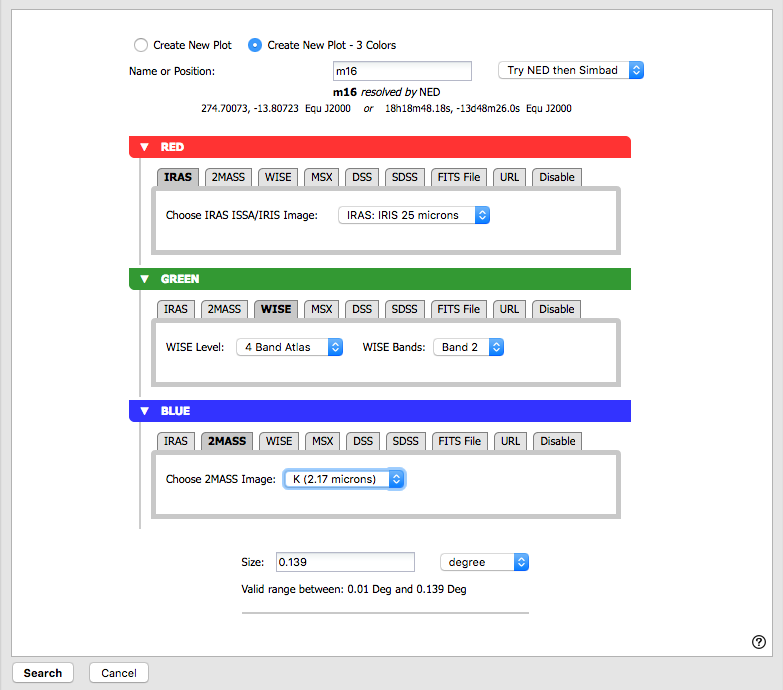 Create New Plot Create New Plot - 3 Colors
Name or Position: m16 Try NED then Simbad
m16 resolved by NED
274.70073, -13.80723 Equ J2000 or 18h18m48.18s, -13d48m26.0s Equ J2000
RED
IRAS 2MASS WISE MSX DSS SDSS FITS File URL Disable
Choose IRAS ISSA/IRIS Image: IRAS: IRIS 25 microns
GREEN
IRAS 2MASS WISE MSX DSS SDSS FITS File URL Disable
WISE Level: 4 Band Atlas WISE Bands: Band 2
BLUE
IRAS 2MASS WISE MSX DSS SDSS FITS File URL Disable
Choose 2MASS Image: K (2.17 microns)
Size: 0.139 degree
Valid range between: 0.01 Deg and 0.139 Deg
?
Search Cancel